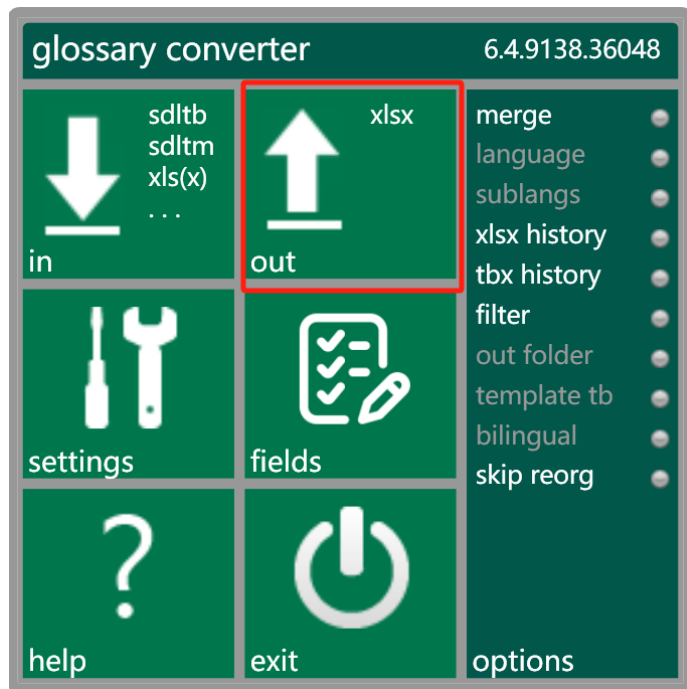 glossary converter
6.4.9138.36048
sdltb
sdltm
xls(x)
...
in
xlsx
out
settings
fields
help
exit
merge
language
sublangs
xlsx history
tbx history
filter
out folder
template tb
bilingual
skip reorg
options